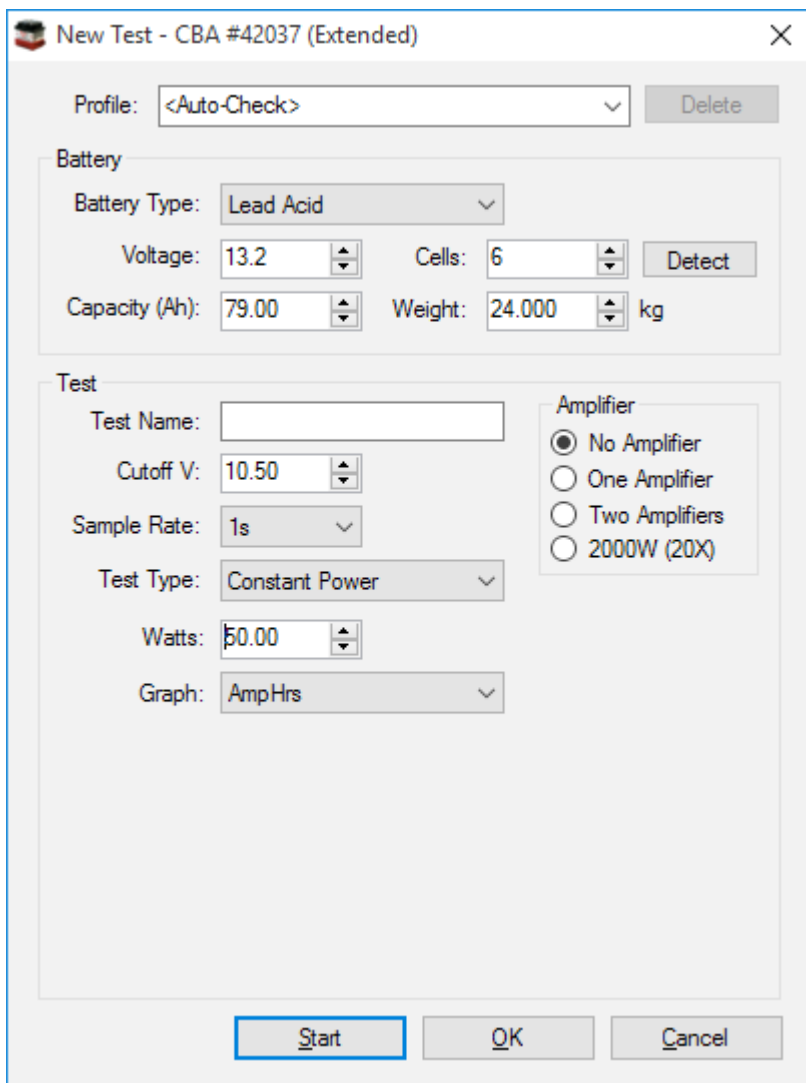 New Test - CBA #42037 (Extended)
Profile: <Auto-Check> Delete
Battery
Battery Type: Lead Acid
Voltage: 13.2 Cells: 6 Detect
Capacity (Ah): 79.00 Weight: 24.000 kg
Test
Amplifier
Test Name:
No Amplifier
Cutoff V: 10.50
One Amplifier
Sample Rate: 1s
Two Amplifiers
2000W (20X)
Test Type: Constant Power
Watts: 50.00
Graph: AmpHrs
Start OK Cancel